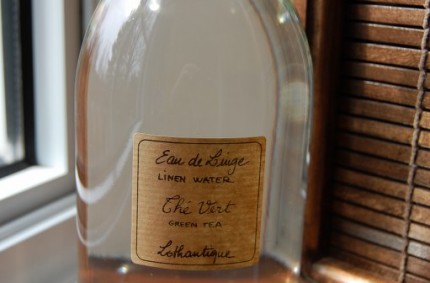 Eau de Linge
LINEN WATER
Thé Vert
GREEN TEA
Lothantique